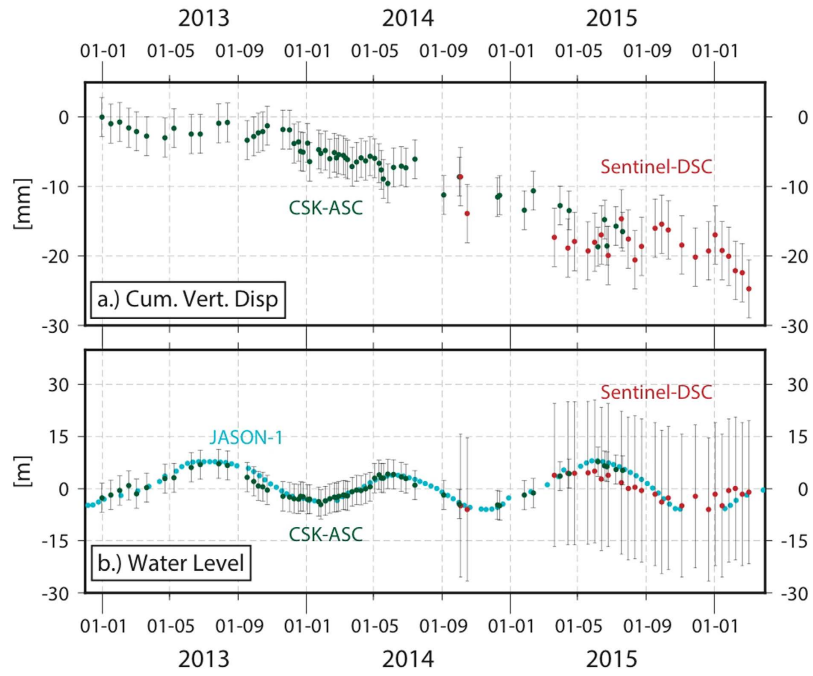 2013 2014 2015
01-01 01-05 01-09 01-01 01-05 01-09 01-01 01-05 01-09 01-01
0 0
Sentinel-DSC
-10 -10
[mm]
CSK-ASC
-20 -20
a.) Cum. Vert. Disp
-30 -30
30 30
Sentinel-DSC
JASON-1
15 15
[m]
0 0
CSK-ASC
-15 -15
b.) Water Level
-30 -30
01-01 01-05 01-09 01-01 01-05 01-09 01-01 01-05 01-09 01-01
2013 2014 2015